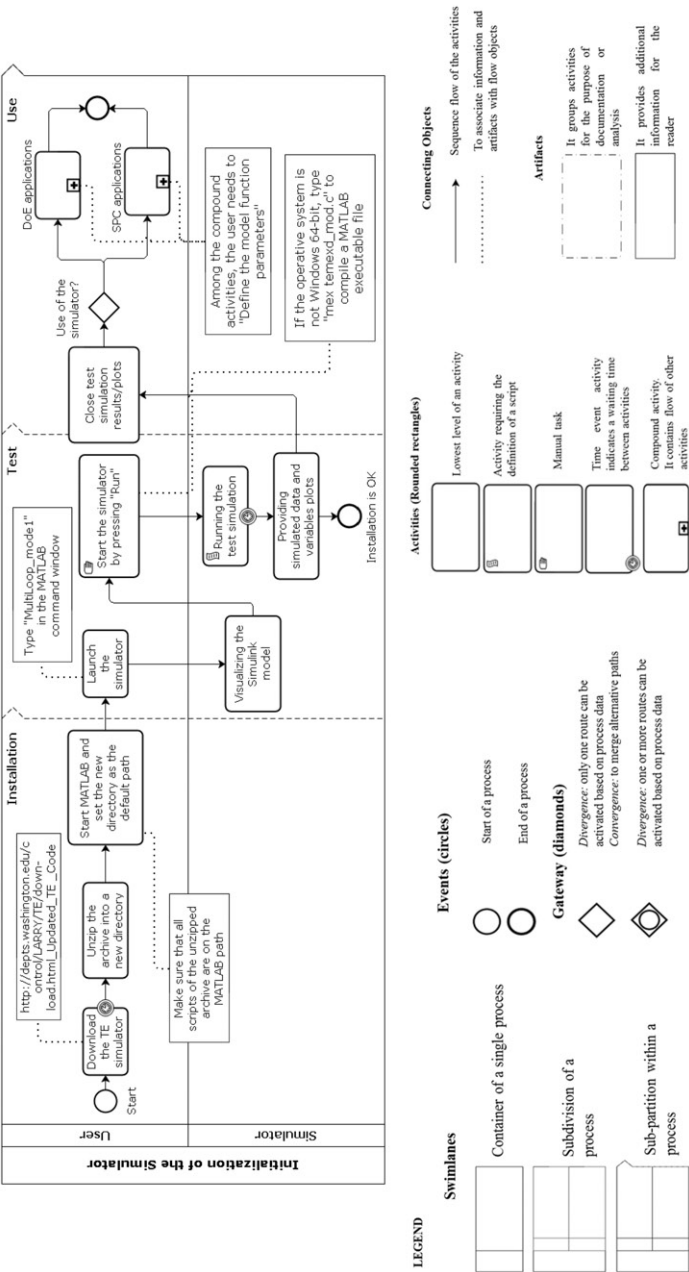 Initialization of the Simulator
User
Simulator
Installation
Test
Use
Start
Download
the TE
simulator
http://depts.washington.edu/c
ontrol/LARRY/TE/down-
load.html_Updated_TE _Code
Unzip the
archive into a
new directory
Start MATLAB and
set the new
directory as the
default path
Make sure that all
scripts of the unzipped
archive are on the
MATLAB path
Launch
the
simulator
Type "MultiLoop_mode1"
in the MATLAB
command window
Visualizing the
Simulink
model
Start the simulator
by pressing "Run"
Running the
test simulation
Providing
simulated data and
variables plots
Installation is OK
Close test
simulation
results/plots
Use of the
simulator?
DoE applications
SPC applications
Among the compound
activities, the user needs to
"Define the model function
parameters"
If the operative system is
not Windows 64-bit, type
"mex temexd_mod.c" to
compile a MATLAB
executable file
LEGEND
Swimlanes
Container of a single process
Subdivision of a
process
Sub-partition within a
process
Events (circles)
Start of a process
End of a process
Gateway (diamonds)
Divergence: only one route can be
activated based on process data
Convergence: to merge alternative paths
Divergence: one or more routes can be
activated based on process data
Activities (Rounded rectangles)
Lowest level of an activity
Activity requiring the
definition of a script
Manual task
Time event activity
indicates a waiting time
between activities
Compound activity.
It contains flow of other
activities
Connecting Objects
Sequence flow of the activities
To associate information and
artifacts with flow objects
Artifacts
It groups activities
for the purpose of
documentation or
analysis
It provides additional
information for the
reader